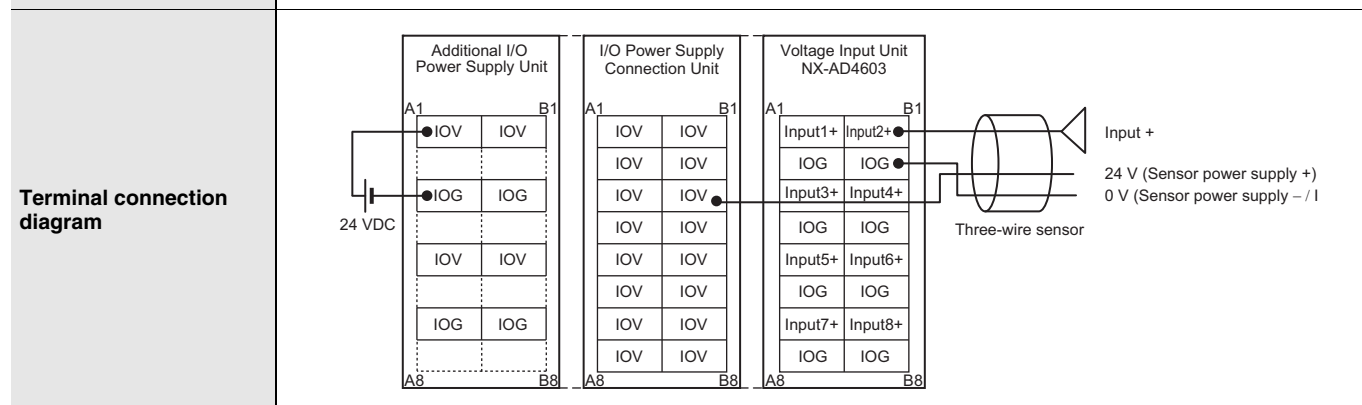 Terminal connection
diagram
Additional I/O
Power Supply Unit
A1 B1
IOV IOV
IOG IOG
IOV IOV
IOG IOG
A8 B8
24 VDC
I/O Power Supply
Connection Unit
A1 B1
IOV IOV
IOV IOV
IOV IOV
IOV IOV
IOV IOV
IOV IOV
IOV IOV
IOV IOV
A8 B8
Voltage Input Unit
NX-AD4603
A1 B1
Input1+ Input2+
IOG IOG
Input3+ Input4+
IOG IOG
Input5+ Input6+
IOG IOG
Input7+ Input8+
IOG IOG
A8 B8
Input +
24 V (Sensor power supply +)
0 V (Sensor power supply – / I
Three-wire sensor